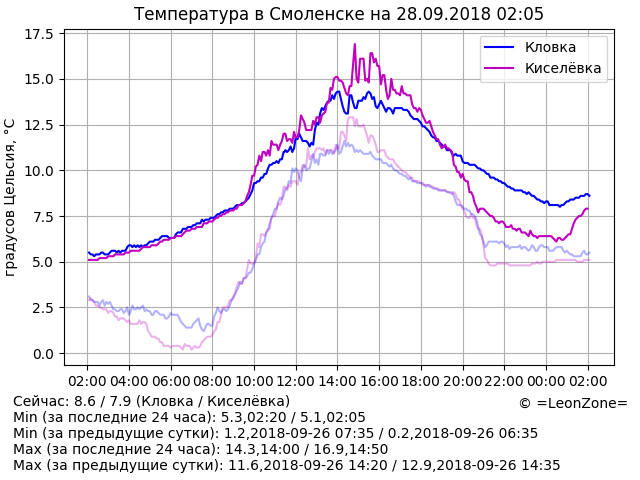 Температура в Смоленске на 28.09.2018 02:05
градусов Цельсия, °C
17.5
15.0
12.5
10.0
7.5
5.0
2.5
0.0
Кловка
Киселёвка
02:00 04:00 06:00 08:00 10:00 12:00 14:00 16:00 18:00 20:00 22:00 00:00 02:00
© =LeonZone=
Сейчас: 8.6 / 7.9 (Кловка / Киселёвка)
Min (за последние 24 часа): 5.3,02:20 / 5.1,02:05
Min (за предыдущие сутки): 1.2,2018-09-26 07:35 / 0.2,2018-09-26 06:35
Max (за последние 24 часа): 14.3,14:00 / 16.9,14:50
Max (за предыдущие сутки): 11.6,2018-09-26 14:20 / 12.9,2018-09-26 14:35